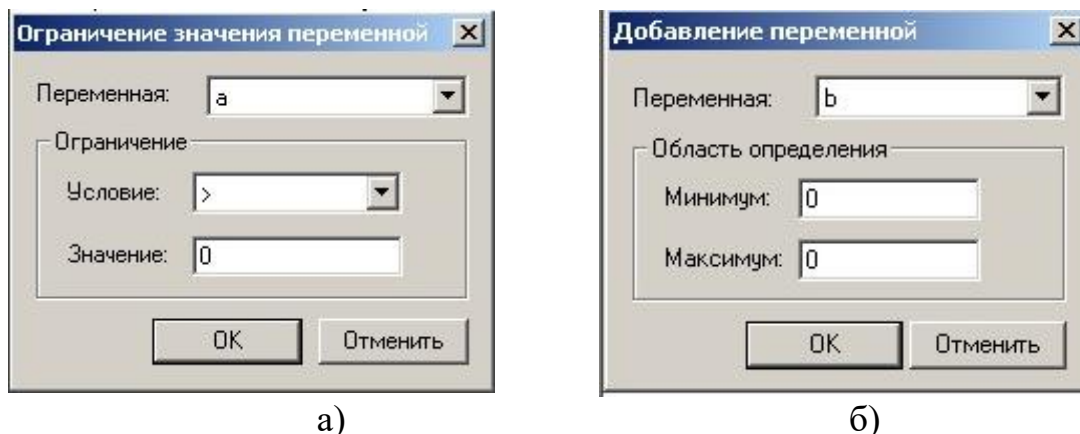 Ограничение значения переменной
Переменная: a
Ограничение
Условие: >
Значение: 0
OK Отменить
а)
Добавление переменной
Переменная: b
Область определения
Минимум: 0
Максимум: 0
OK Отменить
б)